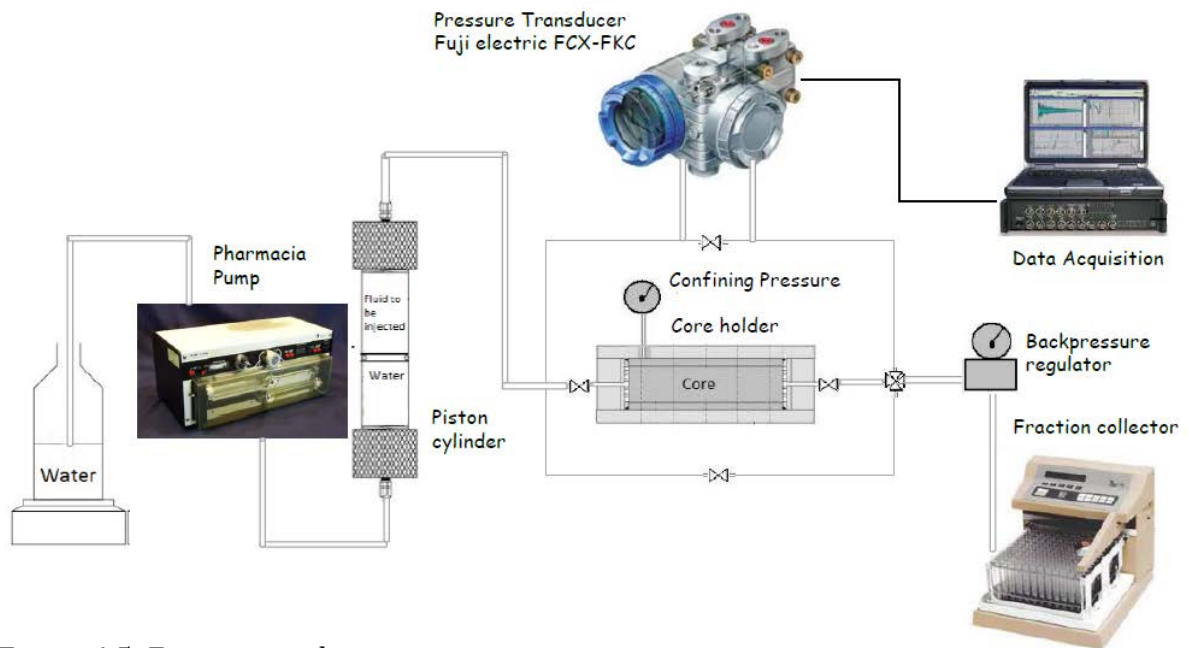 Pressure Transducer
Fuji electric FCX-FKC
Data Acquisition
Pharmacia
Pump
Fluid to
be
injected
Water
Piston
cylinder
Water
Confining Pressure
Core holder
Core
Backpressure
regulator
Fraction collector